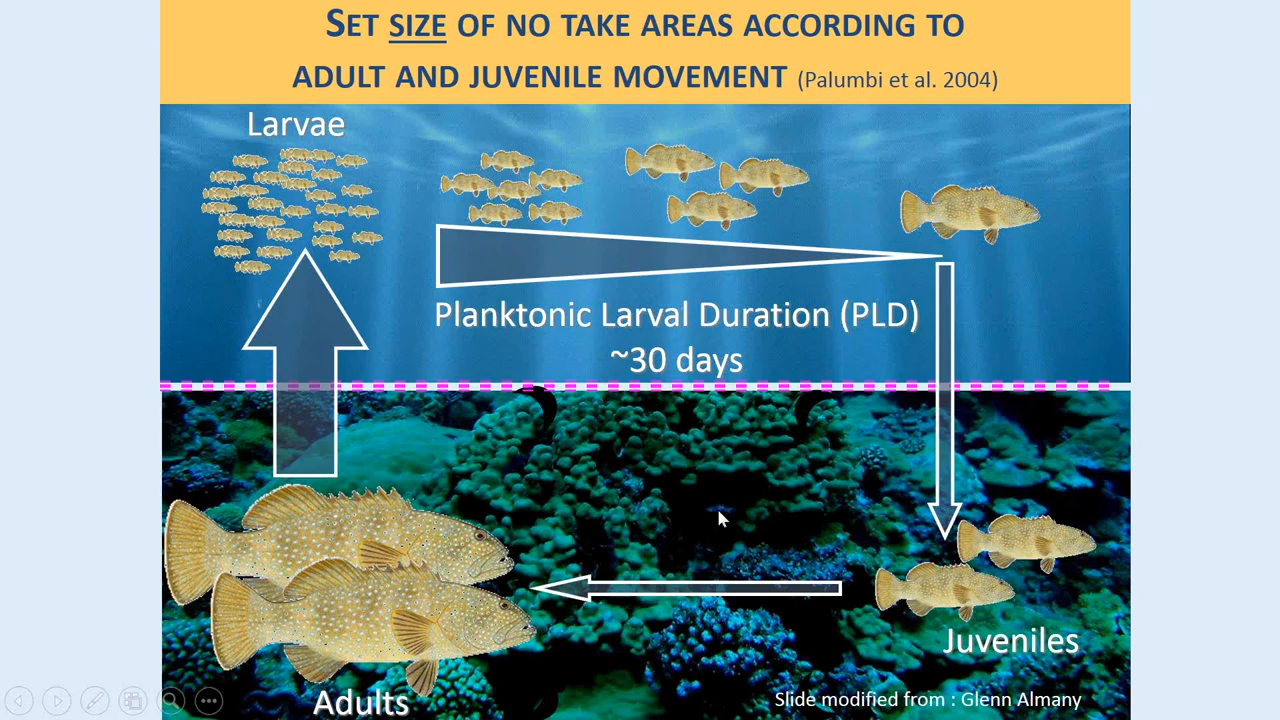 SET SIZE OF NO TAKE AREAS ACCORDING TO
ADULT AND JUVENILE MOVEMENT (Palumbi et al. 2004)
Larvae
Planktonic Larval Duration (PLD)
~30 days
Juveniles
Adults
Slide modified from : Glenn Almany